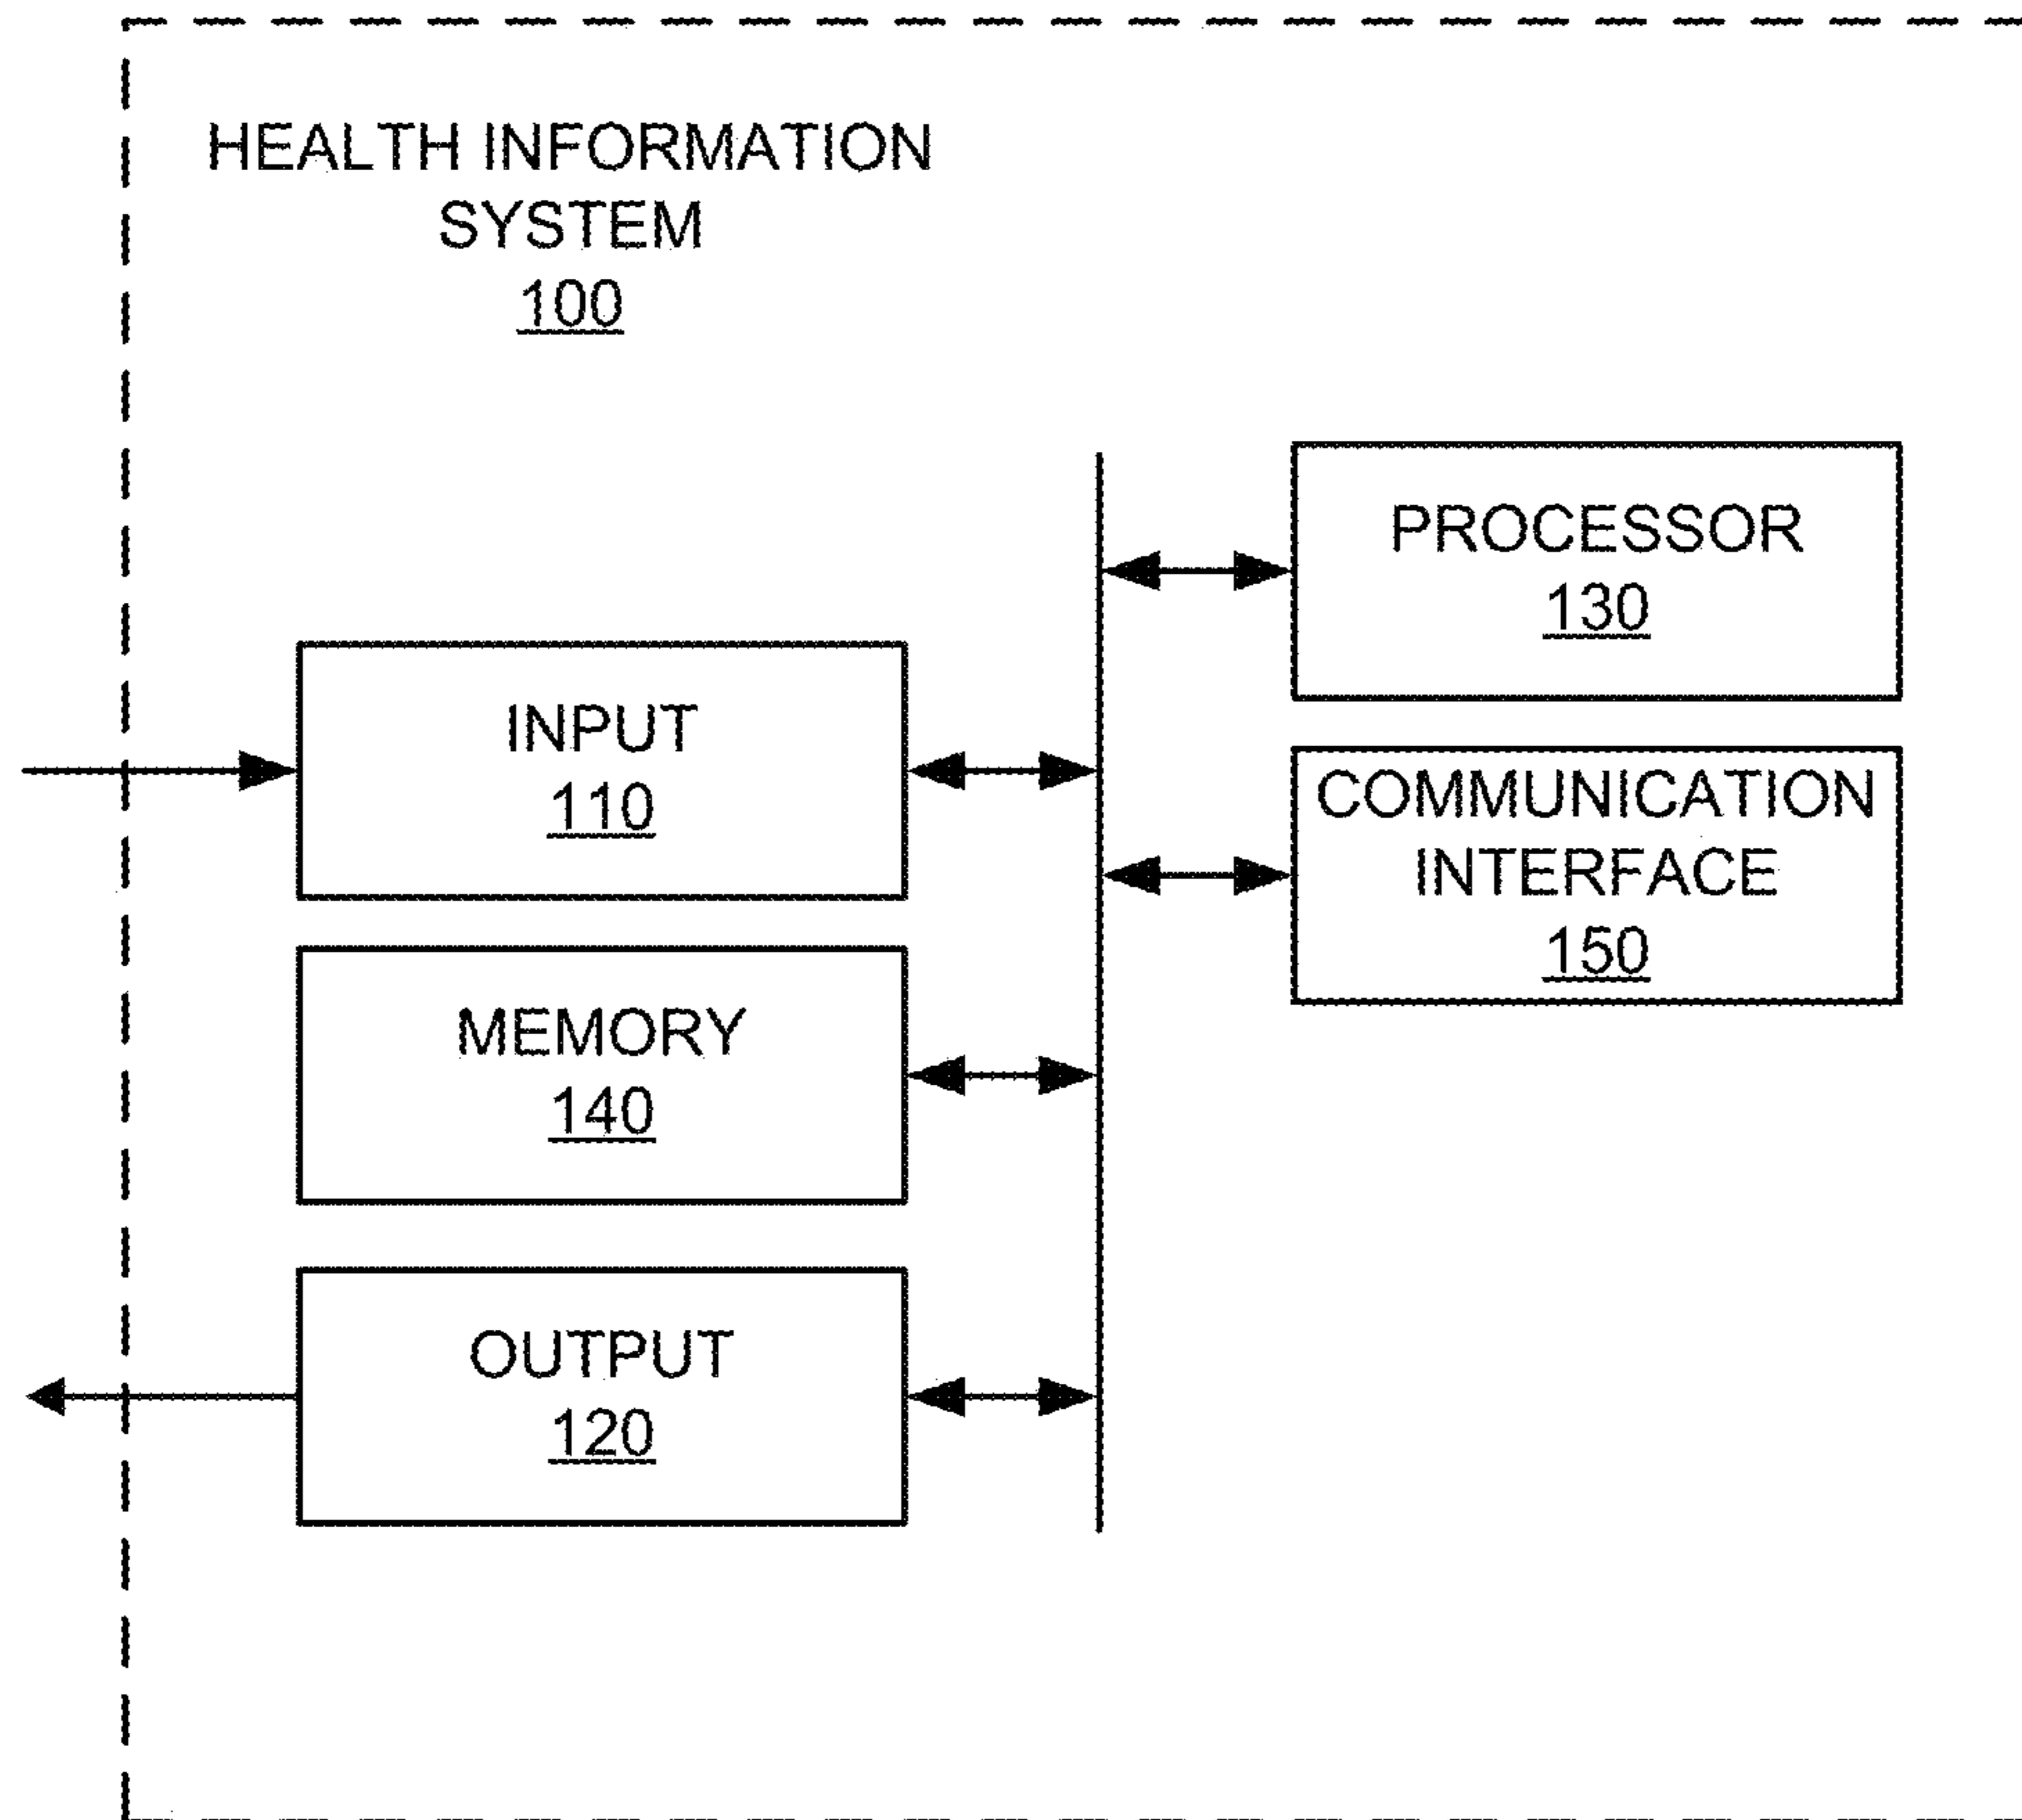 HEALTH INFORMATION
SYSTEM
100
PROCESSOR
130
INPUT
110
COMMUNICATION
INTERFACE
150
MEMORY
140
OUTPUT
120